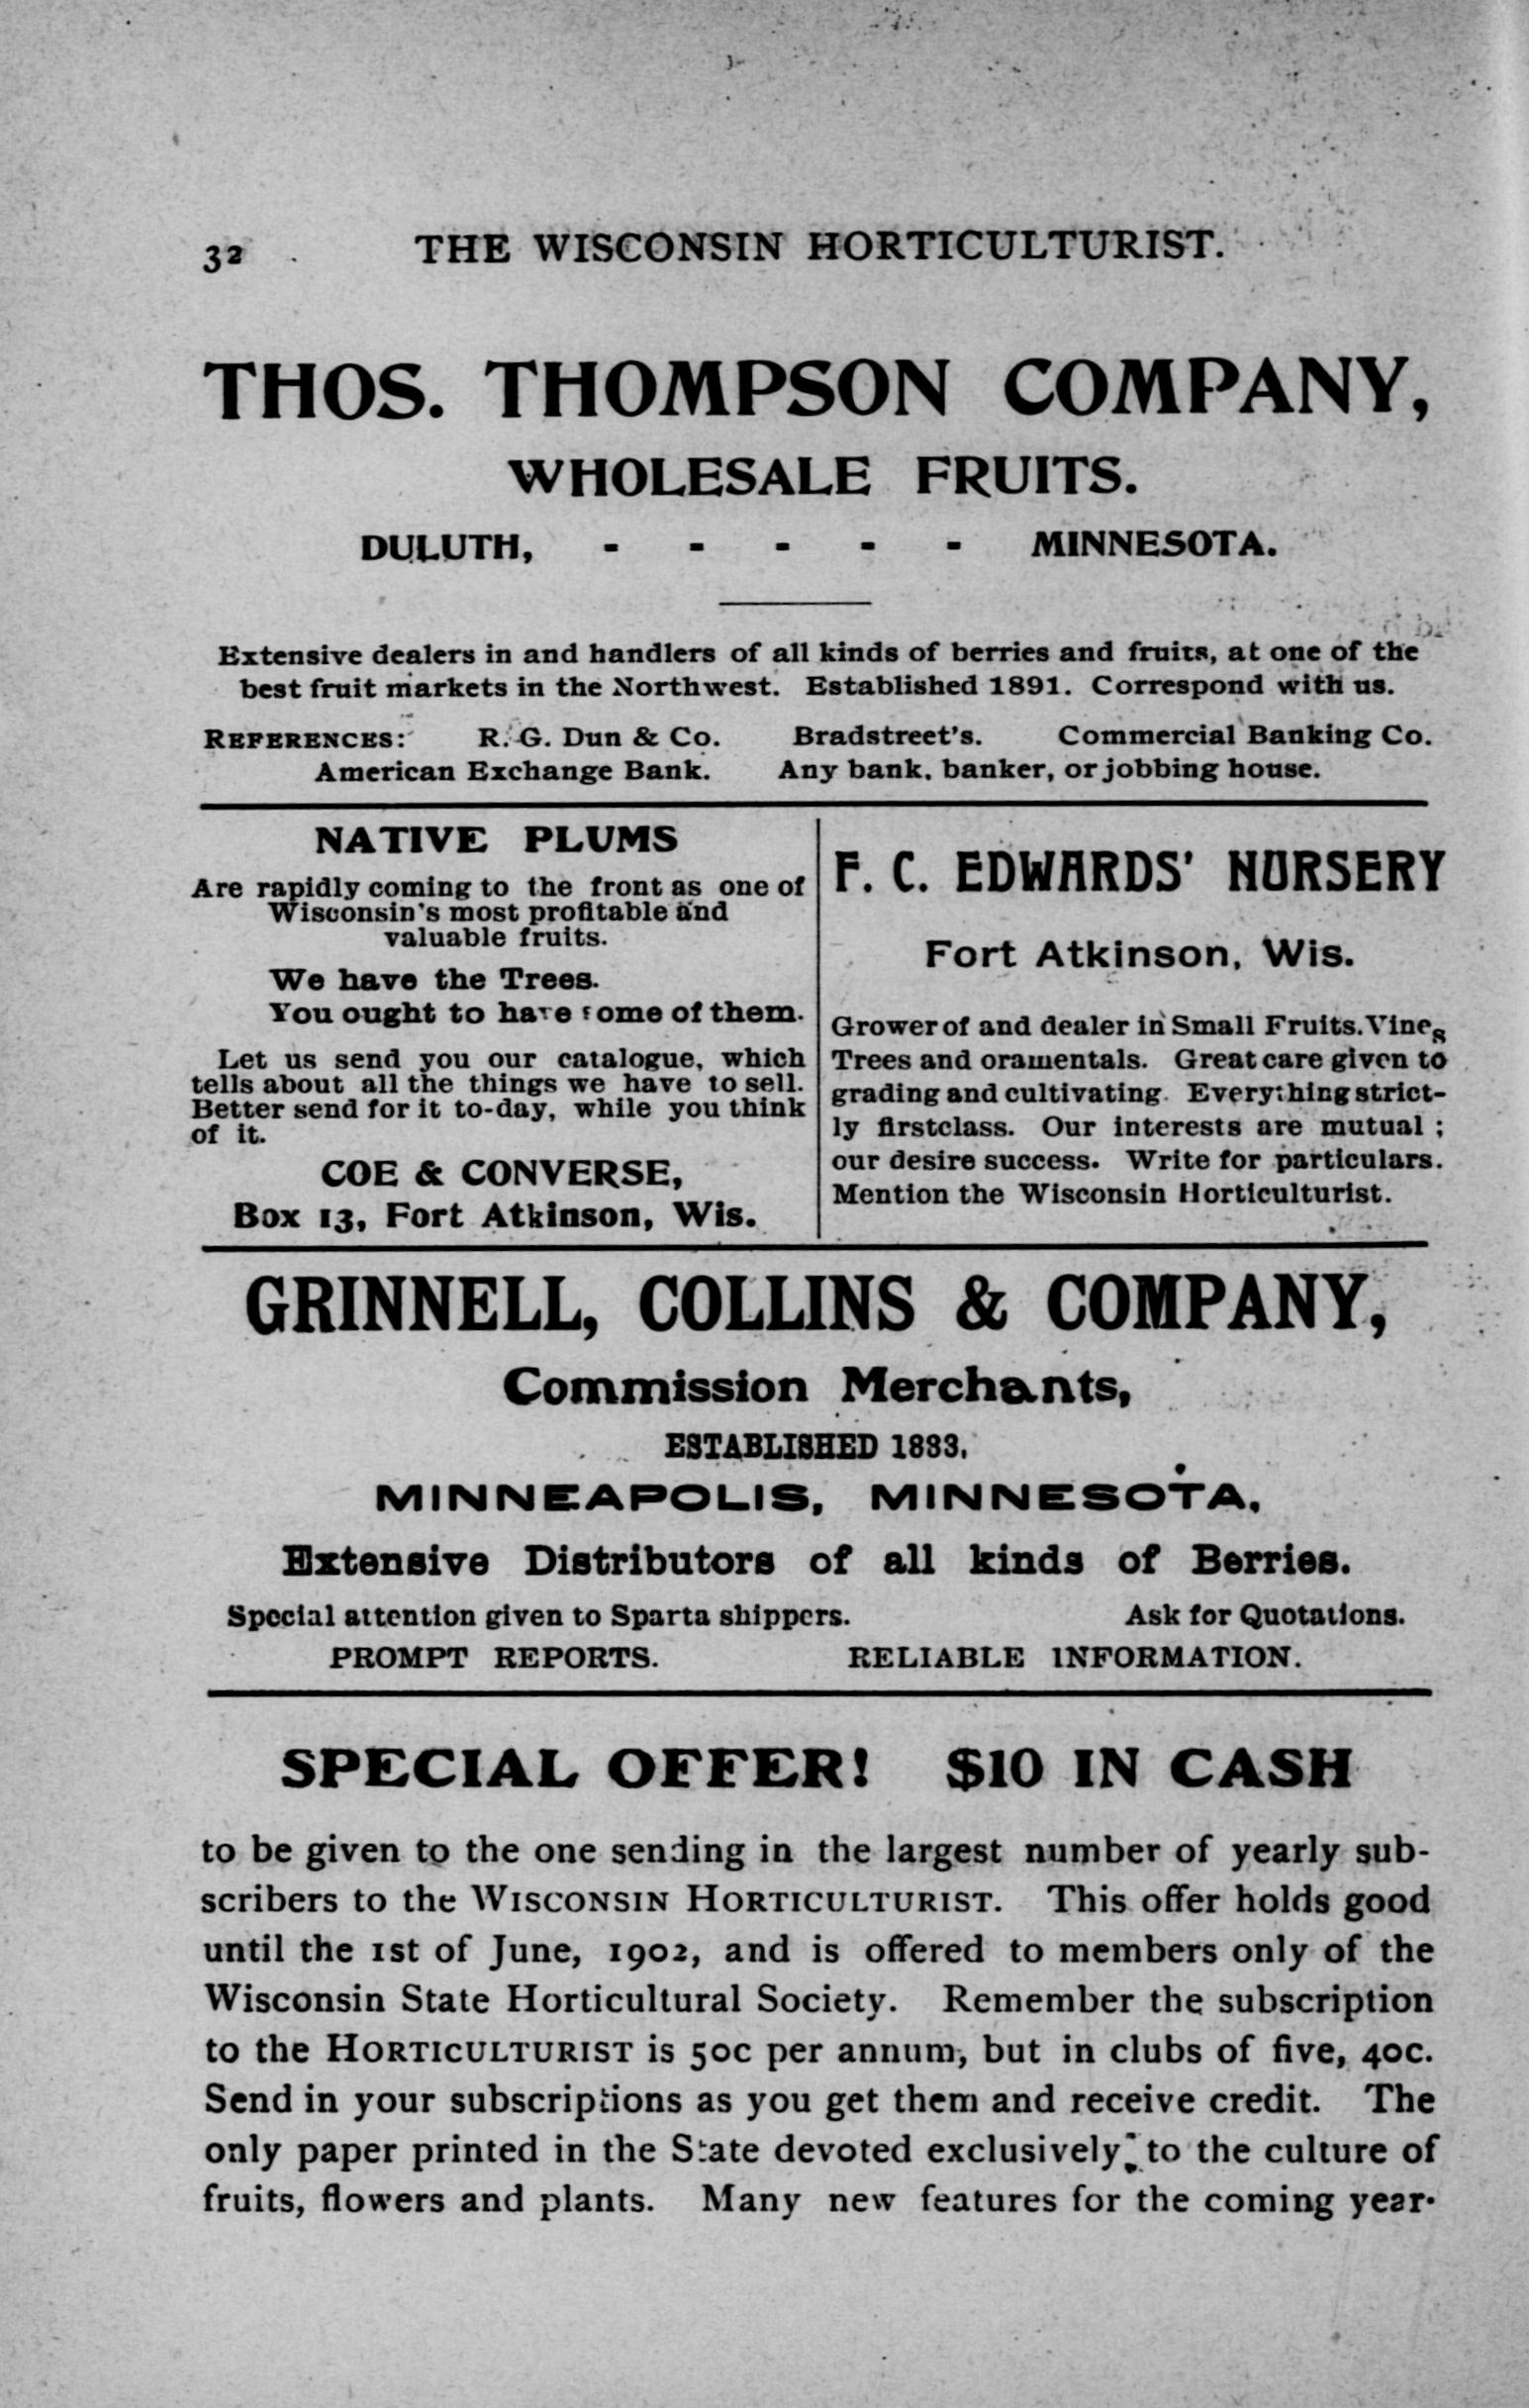 32 THE WISCONSIN HORTICULTURIST.
THOS. THOMPSON COMPANY,
WHOLESALE FRUITS.
DULUTH, - - - - - MINNESOTA.
Extensive dealers in and handlers of all kinds of berries and fruits, at one of the
best fruit markets in the Northwest. Established 1891. Correspond with us.
REFERENCES: R. G. Dun & Co. Bradstreet's. Commercial Banking Co.
American Exchange Bank. Any bank, banker, or jobbing house.
NATIVE PLUMS
Are rapidly coming to the front as one of
Wisconsin's most profitable and
valuable fruits.
We have the Trees.
You ought to have some of them.
Let us send you our catalogue, which
tells about all the things we have to sell.
Better send for it to-day, while you think
of it.
COE & CONVERSE,
Box 13, Fort Atkinson, Wis.
F. C. EDWARDS' NURSERY
Fort Atkinson, Wis.
Grower of and dealer in Small Fruits. Vines
Trees and oramentals. Great care given to
grading and cultivating. Everything strict-
ly firstclass. Our interests are mutual ;
our desire success. Write for particulars.
Mention the Wisconsin Horticulturist.
GRINNELL, COLLINS & COMPANY,
Commission Merchants,
ESTABLISHED 1883.
MINNEAPOLIS, MINNESOTA.
Extensive Distributors of all kinds of Berries.
Special attention given to Sparta shippers. Ask for Quotations.
PROMPT REPORTS. RELIABLE INFORMATION.
SPECIAL OFFER! $10 IN CASH
to be given to the one sending in the largest number of yearly sub-
scribers to the WISCONSIN HORTICULTURIST. This offer holds good
until the 1st of June, 1902, and is offered to members only of the
Wisconsin State Horticultural Society. Remember the subscription
to the HORTICULTURIST is 50c per annum, but in clubs of five, 40c.
Send in your subscriptions as you get them and receive credit. The
only paper printed in the State devoted exclusively to the culture of
fruits, flowers and plants. Many new features for the coming year.